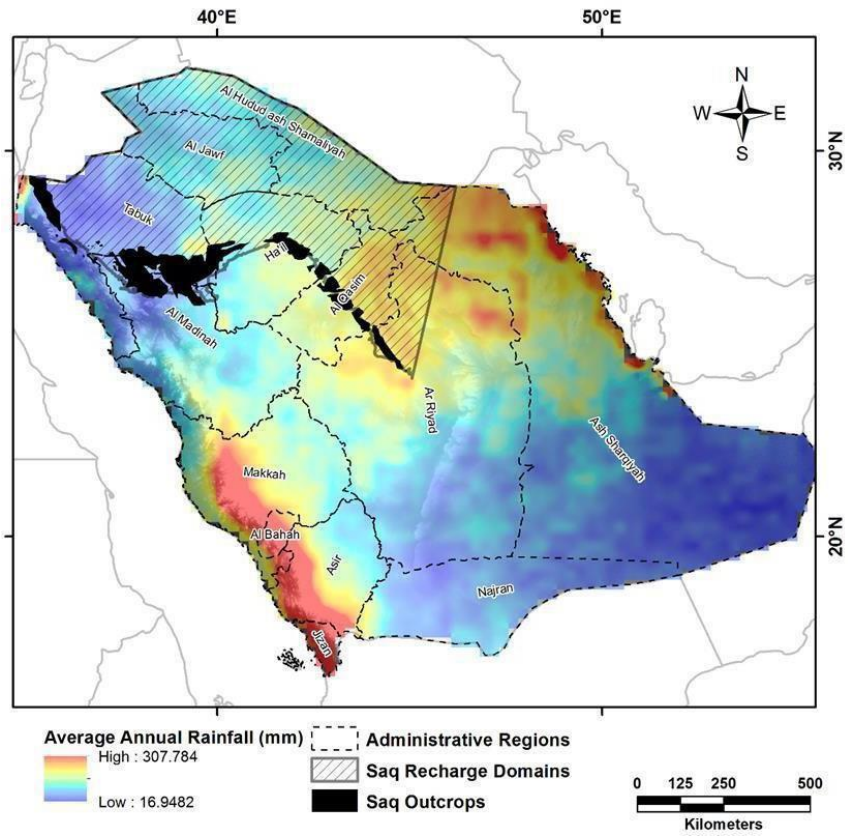 40°E
50°E
N
W
E
S
Al Hudud ash Shamaliyah
30°N
Al Jawf
Tabuk
Ha'il
Al Qasim
Al Madinah
Ar Riyad
Ash Sharqiyah
Makkah
Al Bahah
Asir
20°N
Najran
Jizan
Average Annual Rainfall (mm)
High : 307.784
Low : 16.9482
Administrative Regions
Saq Recharge Domains
Saq Outcrops
0 125 250 500
Kilometers